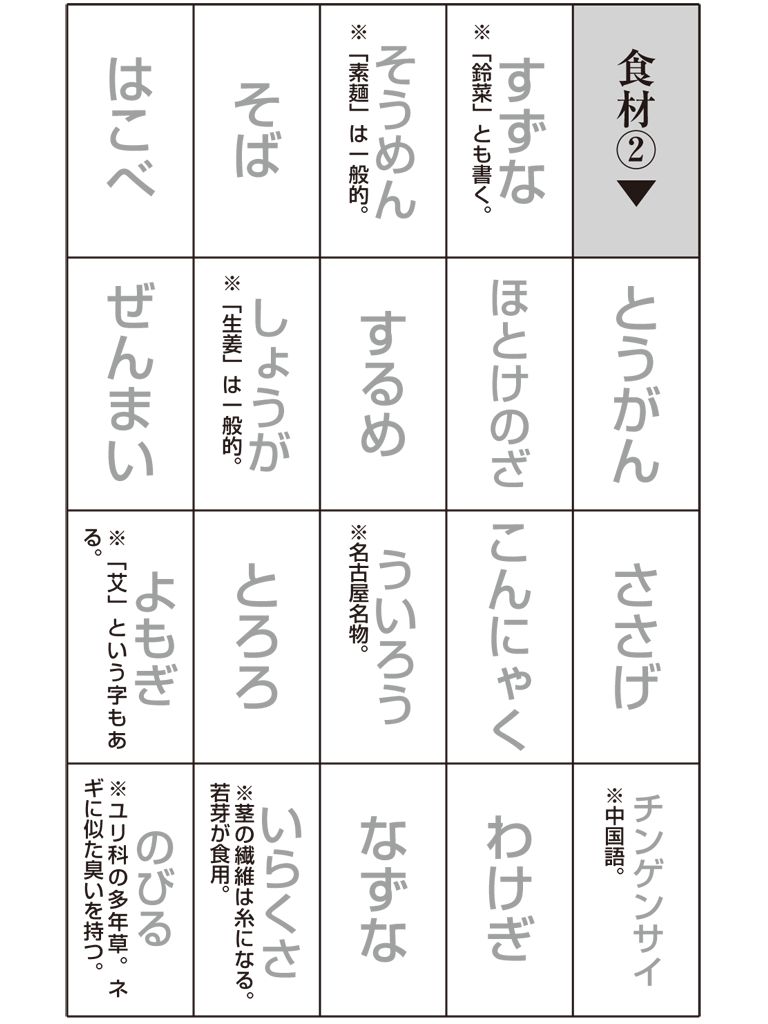 食材②▼
とうがん
ささげ
チンゲンサイ
※中国語。
すずな
※「鈴菜」とも書く。
ほとけのざ
こんにゃく
わけぎ
そうめん
※「素麺」は一般的。
するめ
ういろう
※名古屋名物。
なずな
そば
しょうが
※「生姜」は一般的。
とろろ
いらくさ
※茎の繊維は糸になる。
若芽が食用。
はこべ
ぜんまい
よもぎ
※「艾」という字もあ
る。
のびる
※ユリ科の多年草。ネ
ギに似た臭いを持つ。